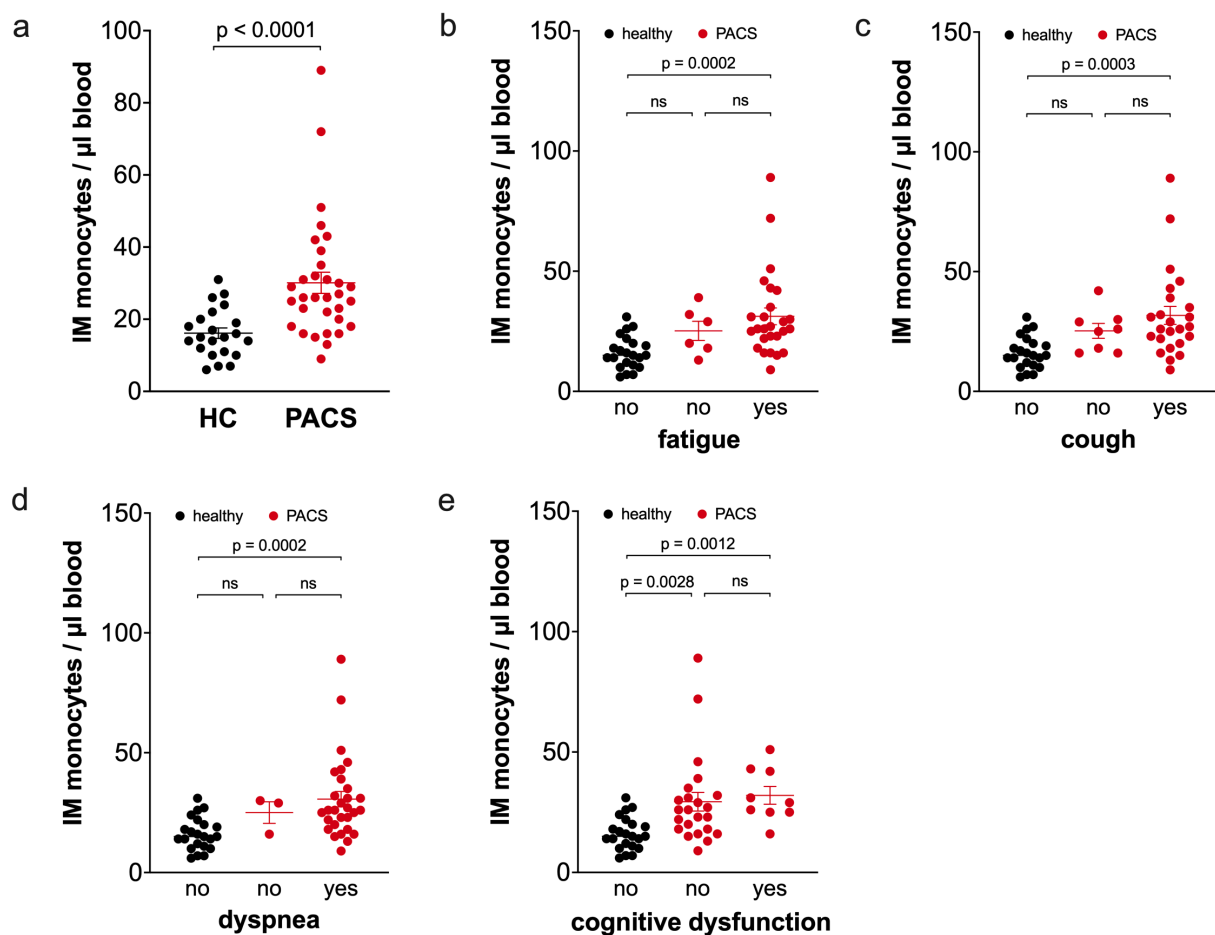 a
p < 0.0001
IM monocytes / µl blood
100
80
60
40
20
0
HC PACS
b
healthy PACS
p = 0.0002
ns ns
IM monocytes / µl blood
150
100
50
0
no no yes
fatigue
c
healthy PACS
p = 0.0003
ns ns
IM monocytes / µl blood
150
100
50
0
no no yes
cough
d
healthy PACS
p = 0.0002
ns ns
IM monocytes / µl blood
150
100
50
0
no no yes
dyspnea
e
healthy PACS
p = 0.0012
p = 0.0028 ns
IM monocytes / µl blood
150
100
50
0
no no yes
cognitive dysfunction